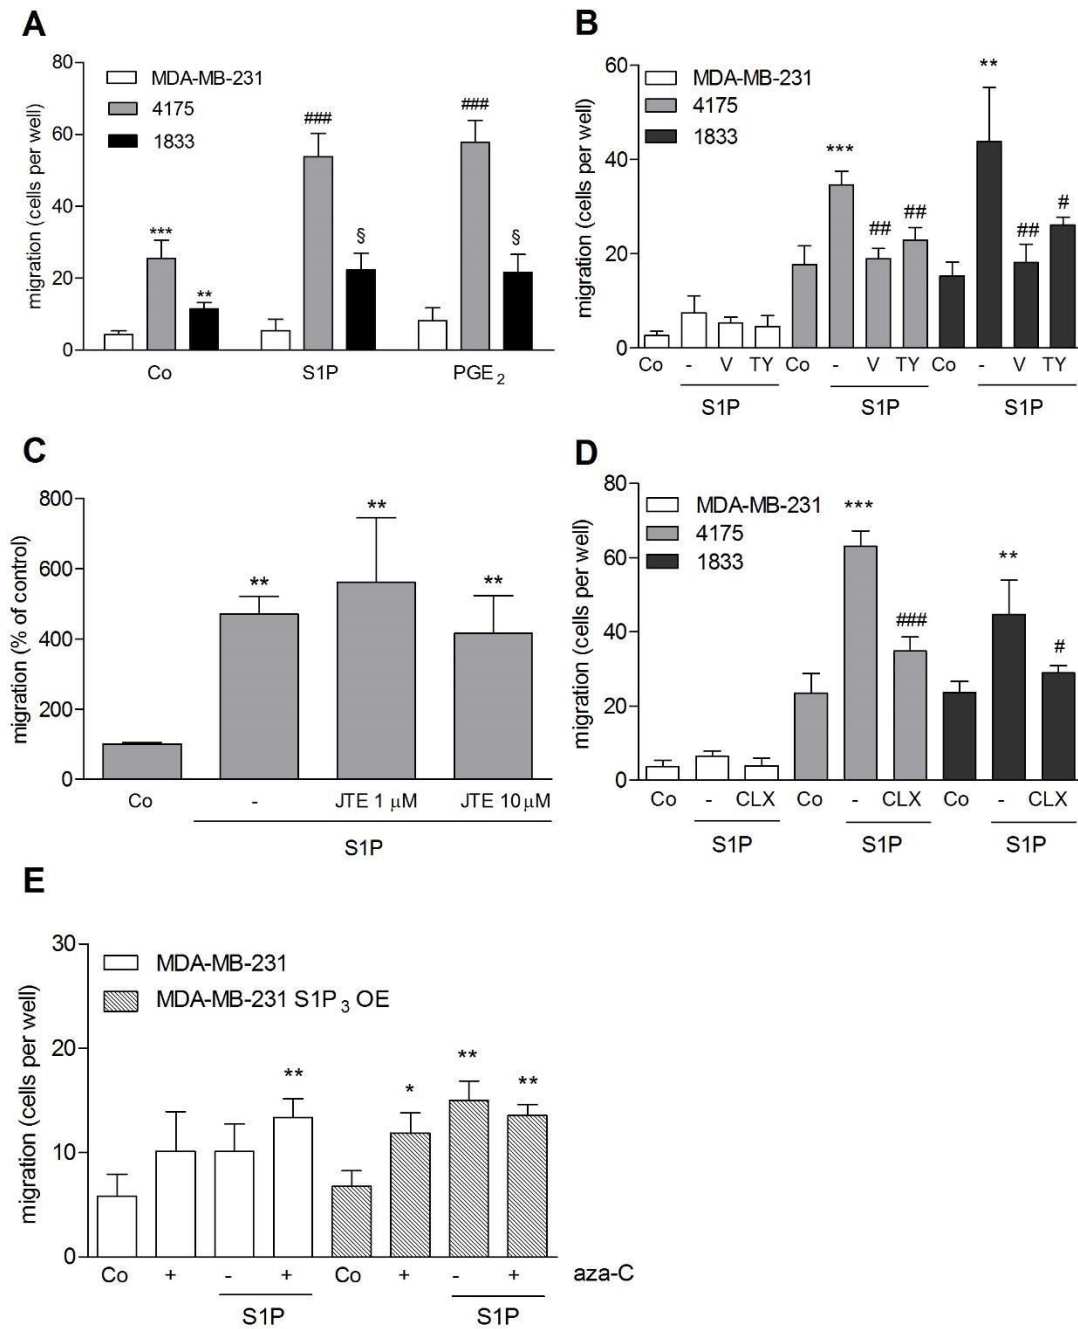 A
80
MDA-MB-231
4175
1833
60
40
20
0
migration (cells per well)
***
**
###
§
###
§
Co S1P PGE2
B
60
MDA-MB-231
4175
1833
40
20
0
migration (cells per well)
***
##
##
**
##
#
Co - V TY Co - V TY Co - V TY
S1P S1P S1P
C
800
600
400
200
0
migration (% of control)
**
**
**
Co - JTE 1 μM JTE 10 μM
S1P
D
80
MDA-MB-231
4175
1833
60
40
20
0
migration (cells per well)
***
###
**
#
Co - CLX Co - CLX Co - CLX
S1P S1P S1P
E
30
MDA-MB-231
MDA-MB-231 S1P3 OE
20
10
0
migration (cells per well)
**
*
**
**
Co + - + Co + - + aza-C
S1P S1P